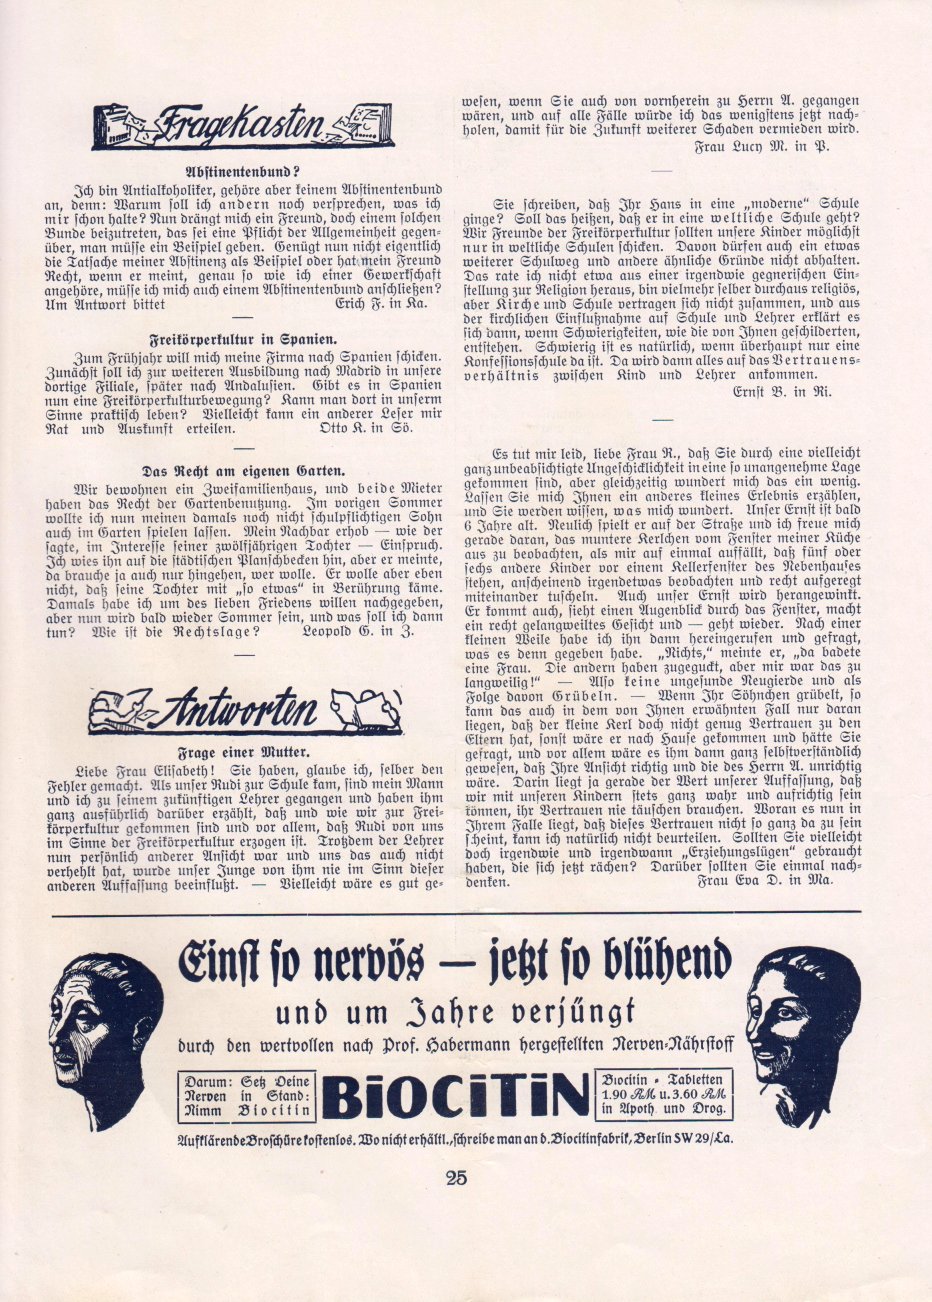 Fragekasten
Abstinentenbund?
Ich bin Antialkoholiker, gehöre aber keinem Abstinentenbund
an, denn: Warum soll ich andern noch versprechen, was ich
mir schon halte? Nun drängt mich ein Freund, doch einem solchen
Bunde beizutreten, das sei eine Pflicht der Allgemeinheit gegen-
über, man müsse ein Beispiel geben. Genügt nun nicht eigentlich
die Tatsache meiner Abstinenz als Beispiel oder hat mein Freund
Recht, wenn er meint, genau so wie ich einer Gewerkschaft
angehöre, müsse ich mich auch einem Abstinentenbund anschließen?
Um Antwort bittet Erich F. in Ka.
Freikörperkultur in Spanien.
Zum Frühjahr will mich meine Firma nach Spanien schicken.
Zunächst soll ich zur weiteren Ausbildung nach Madrid in unsere
dortige Filiale, später nach Andalusien. Gibt es in Spanien
nun eine Freikörperkulturbewegung? Kann man dort in unserm
Sinne praktisch leben? Vielleicht kann ein anderer Leser mir
Rat und Auskunft erteilen. Otto K. in Sö.
Das Recht am eigenen Garten.
Wir bewohnen ein Zweifamilienhaus, und beide Mieter
haben das Recht der Gartenbenutzung. Im vorigen Sommer
wollte ich nun meinen damals noch nicht schulpflichtigen Sohn
auch im Garten spielen lassen. Mein Nachbar erhob — wie der
sagte, im Interesse seiner zwölfjährigen Tochter — Einspruch.
Ich wies ihn auf die städtischen Planschbecken hin, aber er meinte,
da brauche ja auch nur hingehen, wer wolle. Er wolle aber eben
nicht, daß seine Tochter mit „so etwas" in Berührung käme.
Damals habe ich um des lieben Friedens willen nachgegeben,
aber nun wird bald wieder Sommer sein, und was soll ich dann
tun? Wie ist die Rechtslage? Leopold G. in Z.
Antworten
Frage einer Mutter.
Liebe Frau Elisabeth! Sie haben, glaube ich, selber den
Fehler gemacht. Als unser Rudi zur Schule kam, sind mein Mann
und ich zu seinem zukünftigen Lehrer gegangen und haben ihm
ganz ausführlich darüber erzählt, daß und wie wir zur Frei-
körperkultur gekommen sind und vor allem, daß Rudi von uns
im Sinne der Freikörperkultur erzogen ist. Trotzdem der Lehrer
nun persönlich anderer Ansicht war und uns das auch nicht
verhehlt hat, wurde unser Junge von ihm nie im Sinn dieser
anderen Auffassung beeinflußt. — Vielleicht wäre es gut ge-
wesen, wenn Sie auch von vornherein zu Herrn A. gegangen
wären, und auf alle Fälle würde ich das wenigstens jetzt nach-
holen, damit für die Zukunft weiterer Schaden vermieden wird.
Frau Lucy M. in P.
Sie schreiben, daß Ihr Hans in eine „moderne" Schule
ginge? Soll das heißen, daß er in eine weltliche Schule geht?
Wir Freunde der Freikörperkultur sollten unsere Kinder möglichst
nur in weltliche Schulen schicken. Davon dürfen auch ein etwas
weiterer Schulweg und andere ähnliche Gründe nicht abhalten.
Das rate ich nicht etwa aus einer irgendwie gegnerischen Ein-
stellung zur Religion heraus, bin vielmehr selber durchaus religiös,
aber Kirche und Schule vertragen sich nicht zusammen, und aus
der kirchlichen Einflußnahme auf Schule und Lehrer erklärt es
sich dann, wenn Schwierigkeiten, wie die von Ihnen geschilderten,
entstehen. Schwierig ist es natürlich, wenn überhaupt nur eine
Konfessionsschule da ist. Da wird dann alles auf das Vertrauens-
verhältnis zwischen Kind und Lehrer ankommen.
Ernst B. in Ri.
Es tut mir leid, liebe Frau R., daß Sie durch eine vielleicht
ganz unbeabsichtigte Ungeschicklichkeit in eine so unangenehme Lage
gekommen sind, aber gleichzeitig wundert mich das ein wenig.
Lassen Sie mich Ihnen ein anderes kleines Erlebnis erzählen,
und Sie werden wissen, was mich wundert. Unser Ernst ist bald
6 Jahre alt. Neulich spielt er auf der Straße und ich freue mich
gerade daran, das muntere Kerlchen vom Fenster meiner Küche
aus zu beobachten, als mir auf einmal auffällt, daß fünf oder
sechs andere Kinder vor einem Kellerfenster des Nebenhauses
stehen, anscheinend irgendetwas beobachten und recht aufgeregt
miteinander tuscheln. Auch unser Ernst wird herangewinkt.
Er kommt auch, sieht einen Augenblick durch das Fenster, macht
ein recht gelangweiltes Gesicht und — geht wieder. Nach einer
kleinen Weile habe ich ihn dann hereingerufen und gefragt,
was es denn gegeben habe. „Nichts," meinte er, „da badete
eine Frau. Die andern haben zugeguckt, aber mir war das zu
langweilig!" — Also keine ungesunde Neugierde und als
Folge davon Grübeln. — Wenn Ihr Söhnchen grübelt, so
kann das auch in dem von Ihnen erwähnten Fall nur daran
liegen, daß der kleine Kerl doch nicht genug Vertrauen zu den
Eltern hat, sonst wäre er nach Hause gekommen und hätte Sie
gefragt, und vor allem wäre es ihm dann ganz selbstverständlich
gewesen, daß Ihre Ansicht richtig und die des Herrn A. unrichtig
wäre. Darin liegt ja gerade der Wert unserer Auffassung, daß
wir mit unseren Kindern stets ganz wahr und aufrichtig sein
können, ihr Vertrauen nie täuschen brauchen. Woran es nun in
Ihrem Falle liegt, daß dieses Vertrauen nicht so ganz da zu sein
scheint, kann ich natürlich nicht beurteilen. Sollten Sie vielleicht
doch irgendwie und irgendwann „Erziehungslügen" gebraucht
haben, die sich jetzt rächen? Darüber sollten Sie einmal nach-
denken. Frau Eva D. in Ma.
Einst so nervös — jetzt so blühend
und um Jahre verjüngt
durch den wertvollen nach Prof. Habermann hergestellten Nerven-Nährstoff
Darum: Setz Deine
Nerven in Stand:
Nimm Biocitin
BiOCiTiN
Biocitin - Tabletten
1.90 RM u. 3.60 RM
in Apoth. und Drog.
Aufklärende Broschüre kostenlos. Wo nicht erhältl., schreibe man an d. Biocitinfabrik, Berlin SW 29/La.
25